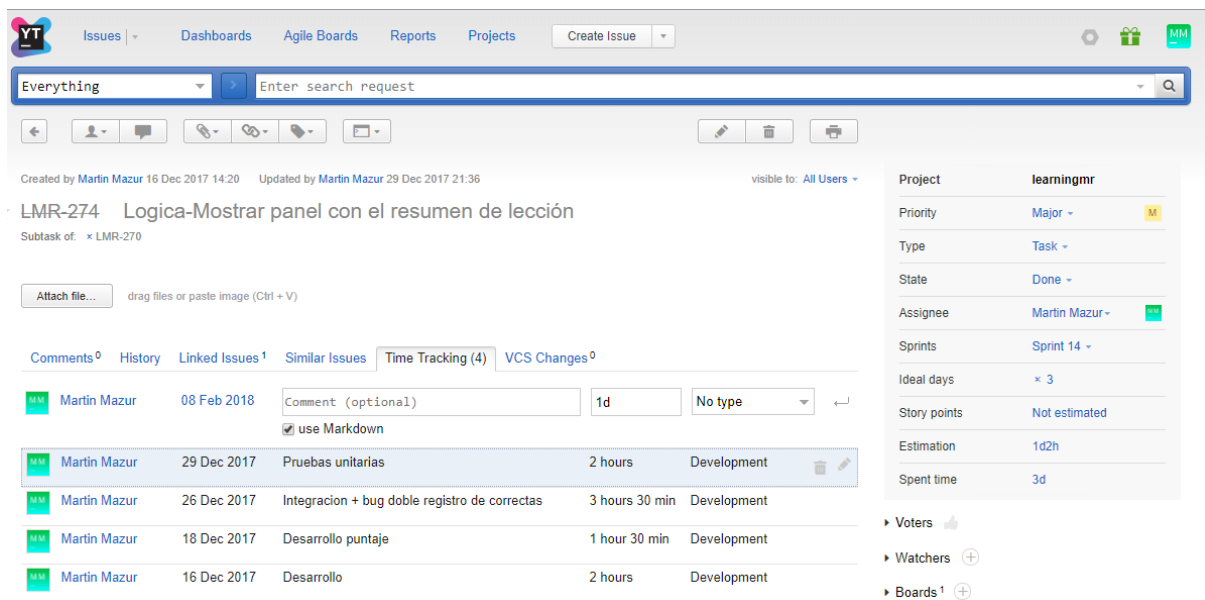 YT Issues Dashboards Agile Boards Reports Projects Create Issue MM
Everything Enter search request
Created by Martin Mazur 16 Dec 2017 14:20 Updated by Martin Mazur 29 Dec 2017 21:36 visible to: All Users
LMR-274 Logica-Mostrar panel con el resumen de lección
Subtask of: × LMR-270
Attach file... drag files or paste image (Ctrl + V)
Comments 0 History Linked Issues 1 Similar Issues Time Tracking (4) VCS Changes 0
MM Martin Mazur 08 Feb 2018 Comment (optional) 1d No type
use Markdown
MM Martin Mazur 29 Dec 2017 Pruebas unitarias 2 hours Development
MM Martin Mazur 26 Dec 2017 Integracion + bug doble registro de correctas 3 hours 30 min Development
MM Martin Mazur 18 Dec 2017 Desarrollo puntaje 1 hour 30 min Development
MM Martin Mazur 16 Dec 2017 Desarrollo 2 hours Development
Project learningmr
Priority Major M
Type Task
State Done
Assignee Martin Mazur MM
Sprints Sprint 14
Ideal days × 3
Story points Not estimated
Estimation 1d2h
Spent time 3d
Voters
Watchers
Boards 1